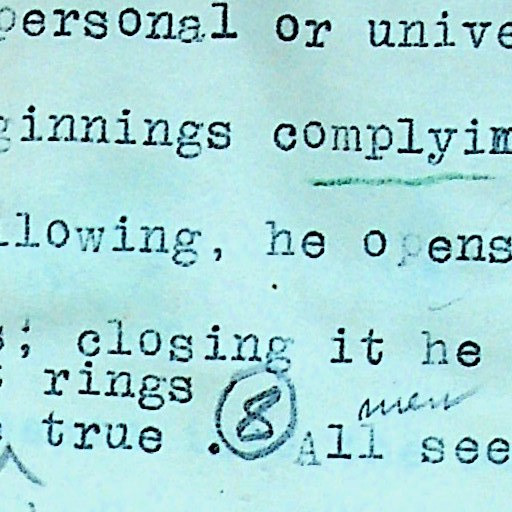 personal or unive
ginnings complyim
llowing, he opens
; closing it he
rings
men
true . 8 All see